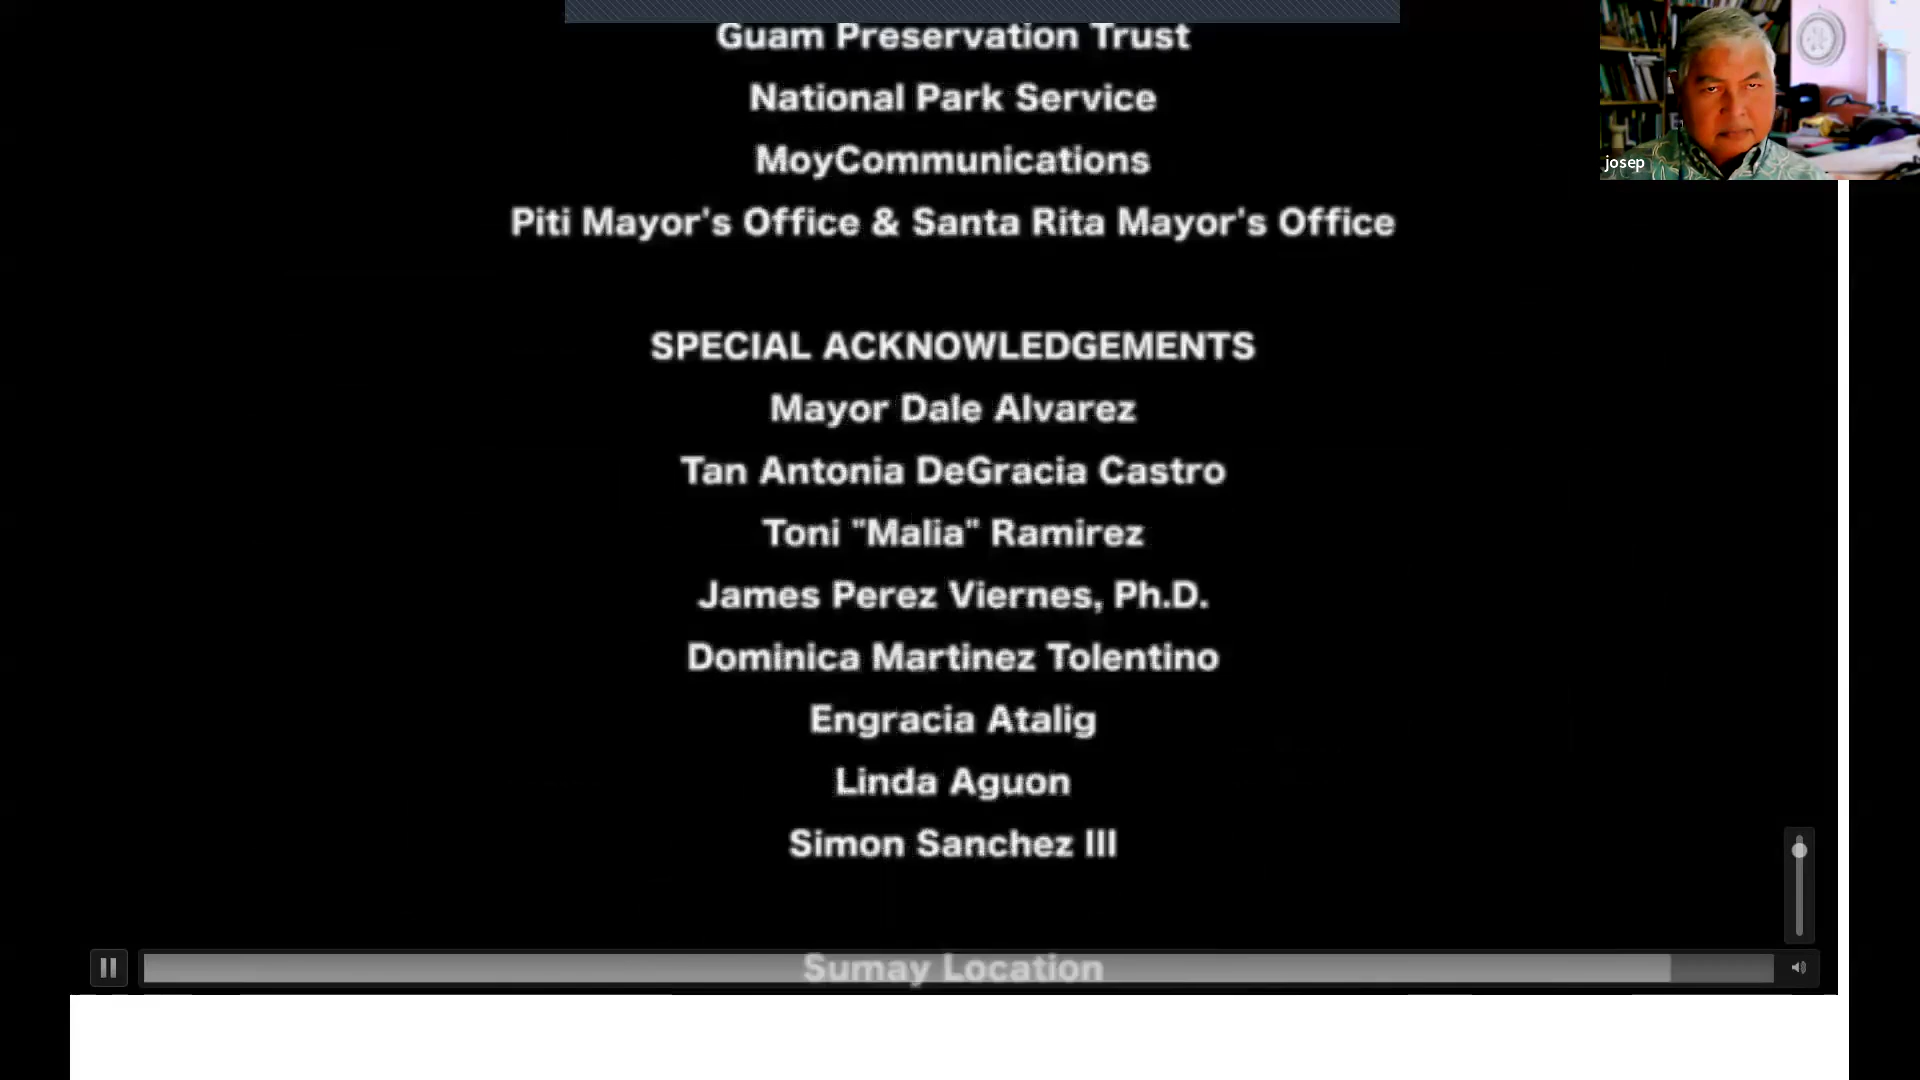 Guam Preservation Trust
National Park Service
MoyCommunications
Piti Mayor's Office & Santa Rita Mayor's Office
SPECIAL ACKNOWLEDGEMENTS
Mayor Dale Alvarez
Tan Antonia DeGracia Castro
Toni "Malia" Ramirez
James Perez Viernes, Ph.D.
Dominica Martinez Tolentino
Engracia Atalig
Linda Aguon
Simon Sanchez III
Sumay Location
josep